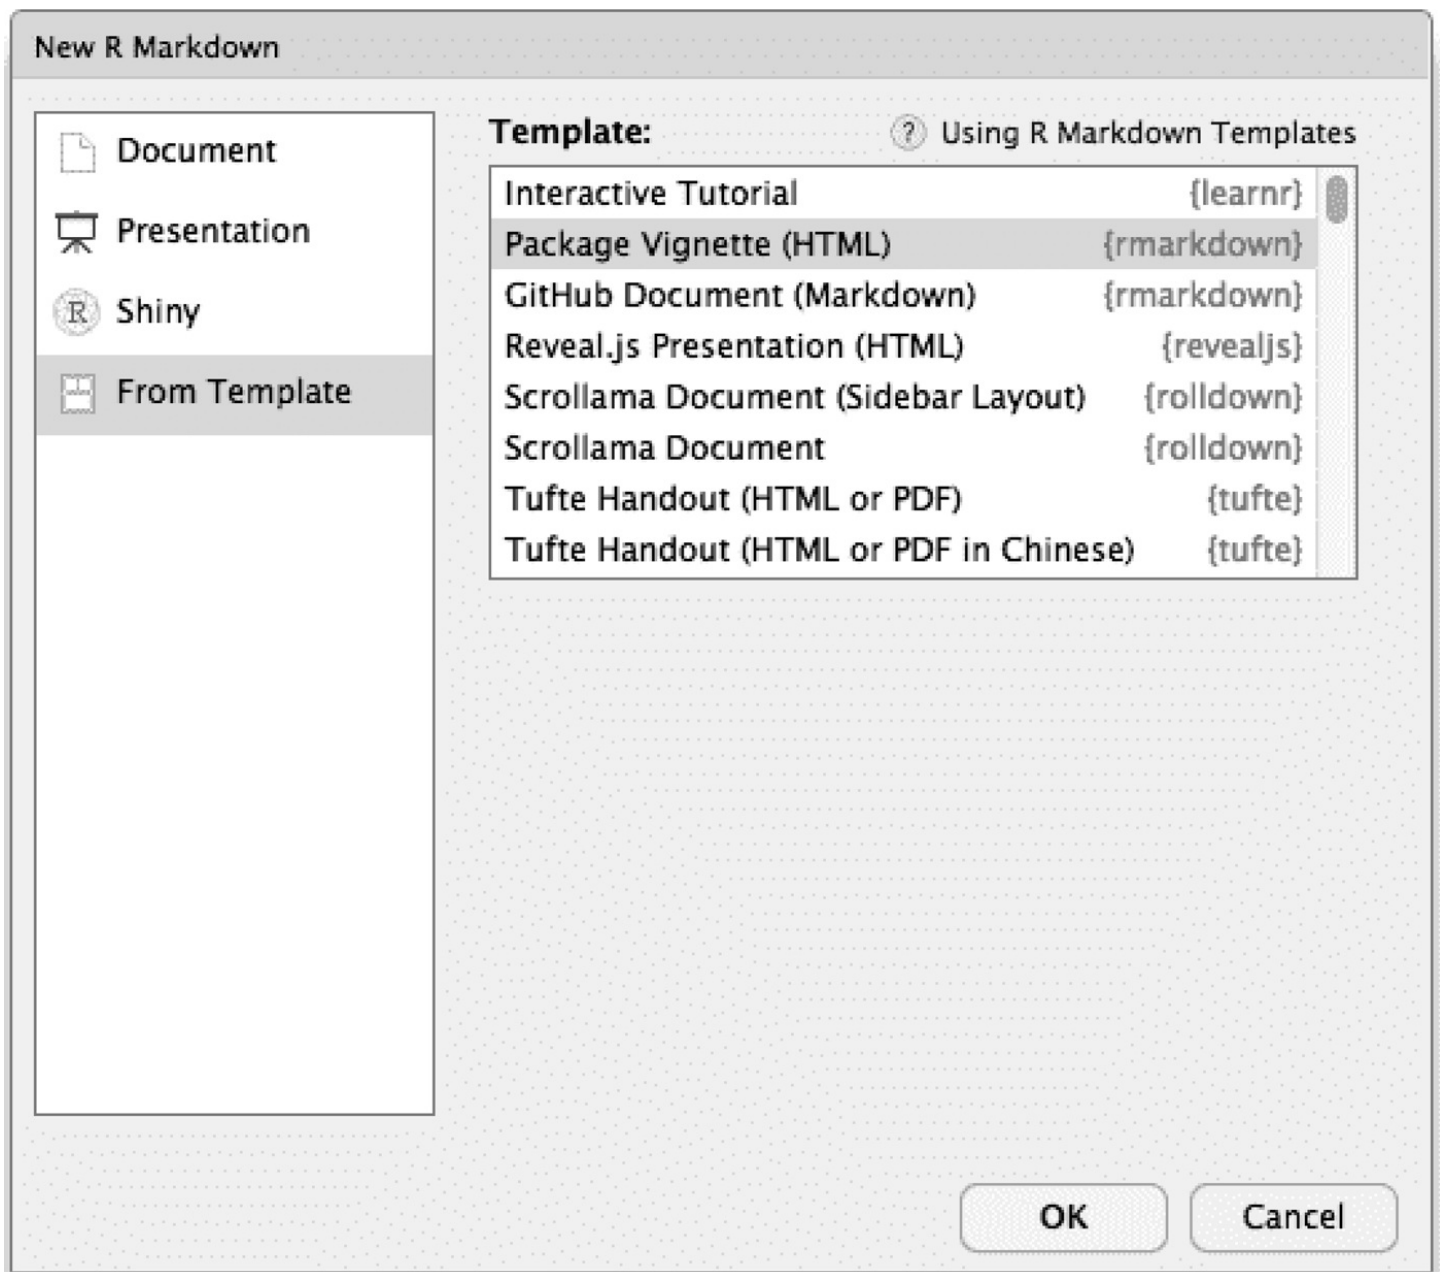 New R Markdown
Document
Presentation
Shiny
From Template
Template:
? Using R Markdown Templates
Interactive Tutorial {learnr}
Package Vignette (HTML) {rmarkdown}
GitHub Document (Markdown) {rmarkdown}
Reveal.js Presentation (HTML) {revealjs}
Scrollama Document (Sidebar Layout) {rolldown}
Scrollama Document {rolldown}
Tufte Handout (HTML or PDF) {tufte}
Tufte Handout (HTML or PDF in Chinese) {tufte}
OK Cancel